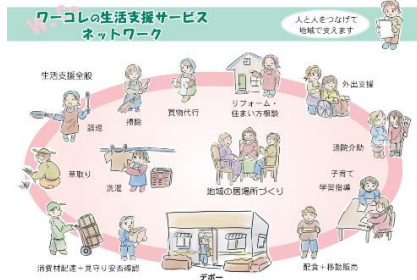 ワーコレの生活支援サービス
ネットワーク
人と人をつなげて
地域で支えます
生活支援全般
調理
掃除
買物代行
リフォーム・
住まい方相談
外出支援
通院介助
草取り
洗濯
地域の居場所づくり
子育て
学習指導
消費材配達+見守り安否確認
デポー
配食+移動販売